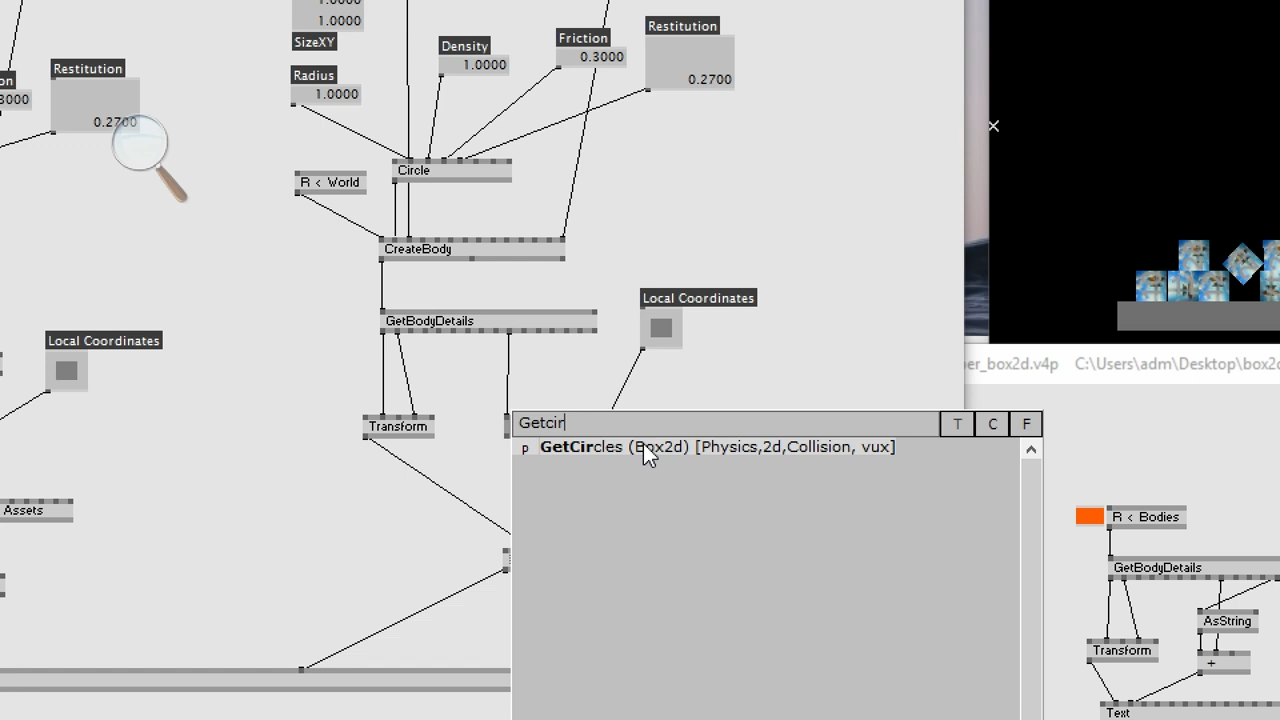 1.0000
1.0000
SizeXY
Density
1.0000
Friction
0.3000
Restitution
0.2700
Restitution
0.2700
Radius
1.0000
R < World
Circle
CreateBody
GetBodyDetails
Local Coordinates
Local Coordinates
Transform
Getcir
T C F
p GetCircles (Box2d) [Physics,2d,Collision, vux]
Assets
er_box2d.v4p C:\Users\adm\Desktop\box2d
R < Bodies
GetBodyDetails
AsString
Transform
+
Text